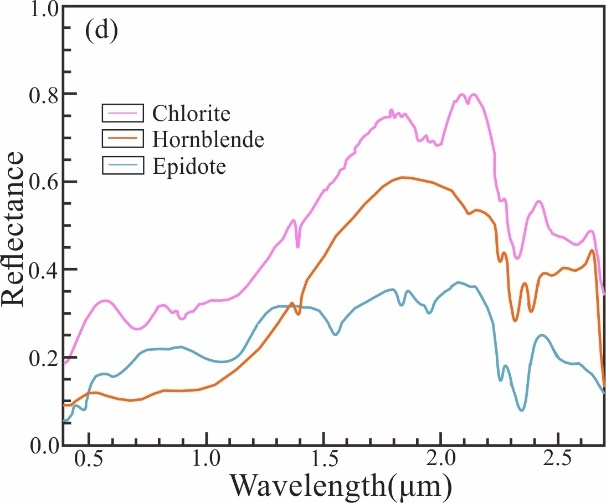 (d)
1.0
0.8
0.6
0.4
0.2
0.0
Reflectance
Chlorite
Hornblende
Epidote
0.5 1.0 1.5 2.0 2.5
Wavelength(μm)